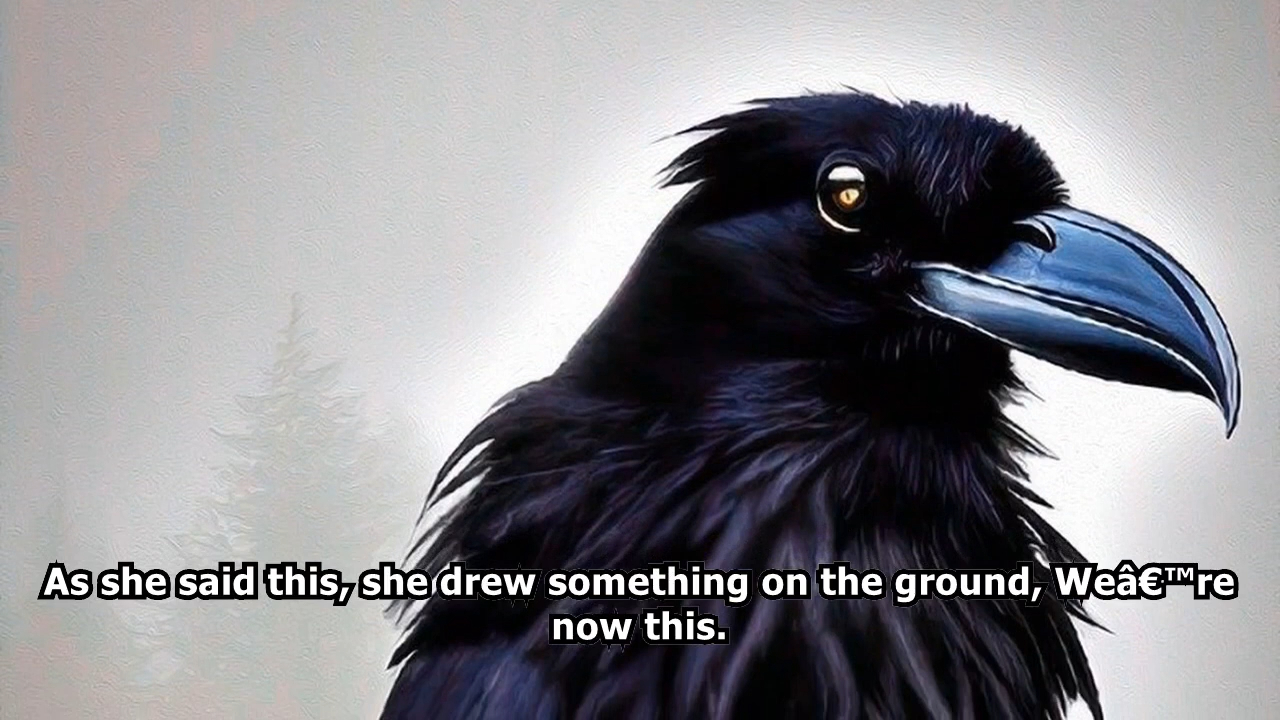 As she said this, she drew something on the ground, Weâ€™re
now this.